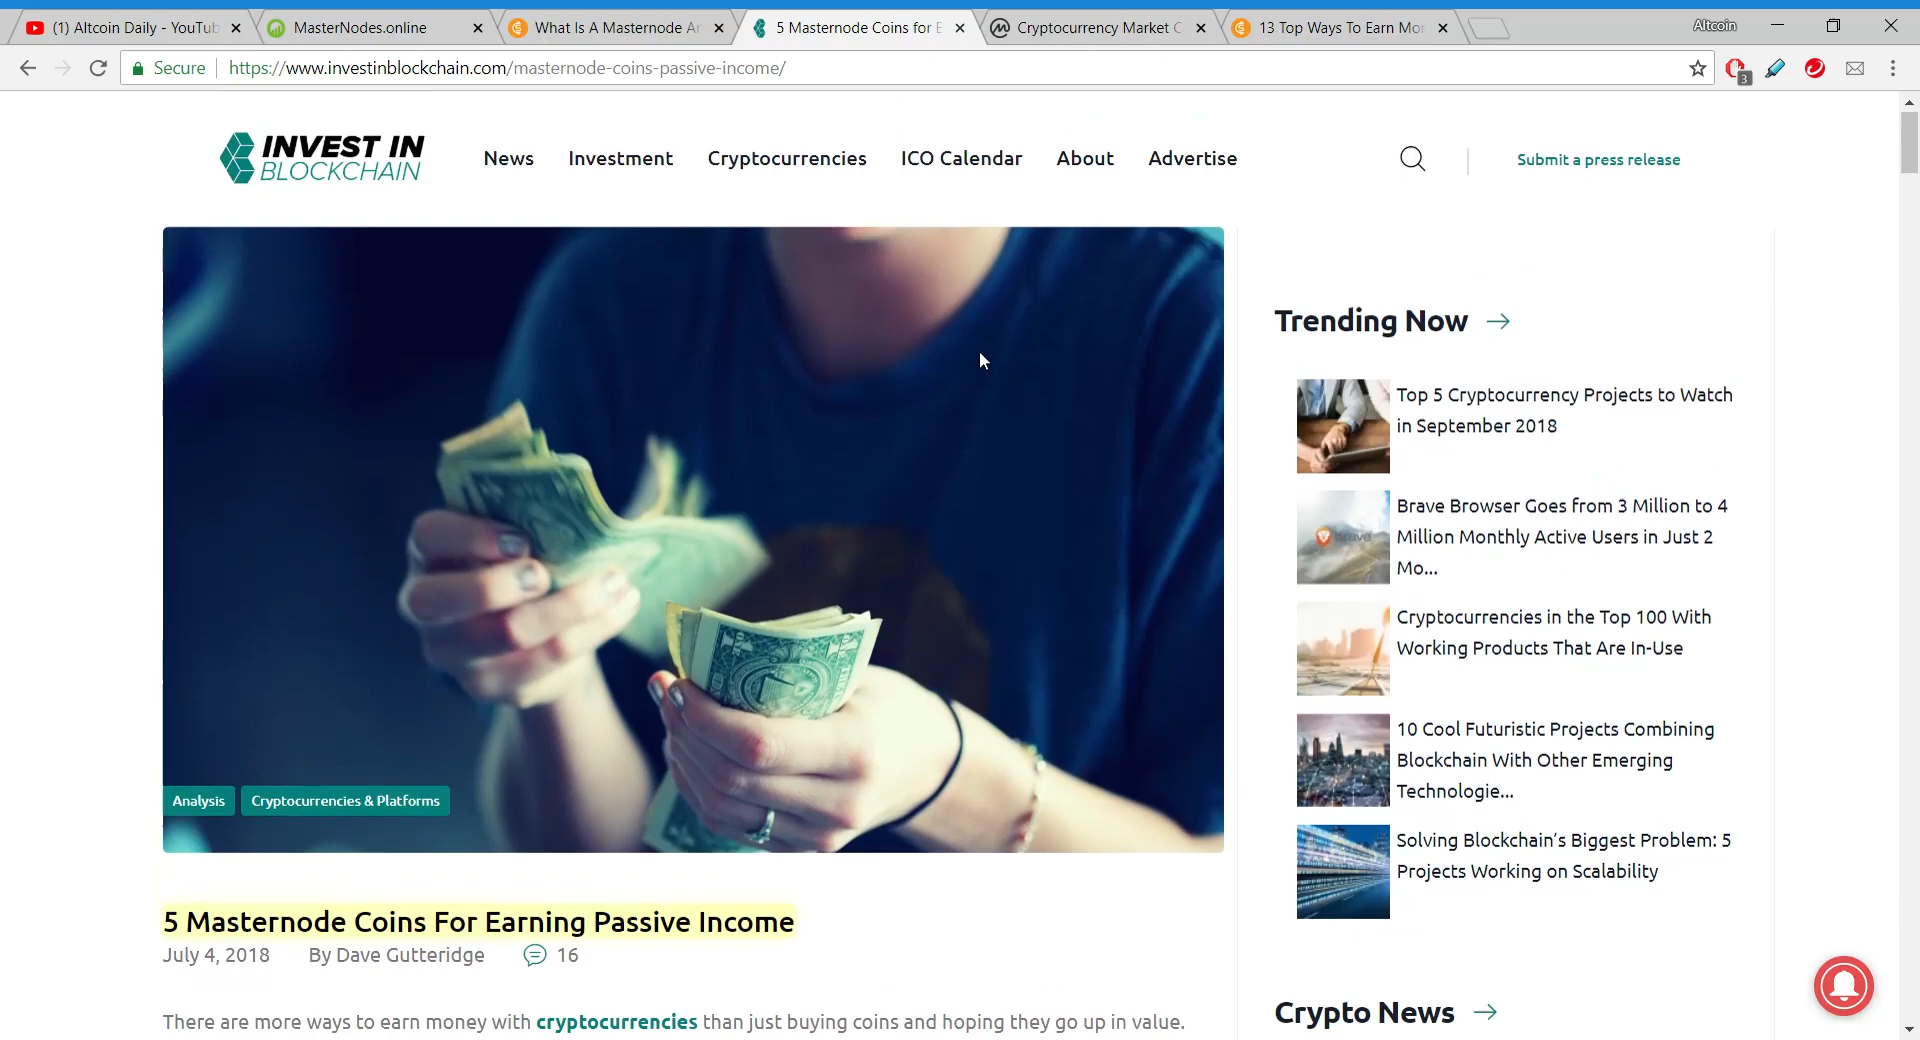 (1) Altcoin Daily - YouTub
MasterNodes.online
What Is A Masternode Ar
5 Masternode Coins for E
Cryptocurrency Market C
13 Top Ways To Earn Mon
Altcoin
Secure
https://www.investinblockchain.com/masternode-coins-passive-income/
3
INVEST IN
BLOCKCHAIN
News
Investment
Cryptocurrencies
ICO Calendar
About
Advertise
Submit a press release
Analysis
Cryptocurrencies & Platforms
5 Masternode Coins For Earning Passive Income
July 4, 2018 By Dave Gutteridge 16
There are more ways to earn money with cryptocurrencies than just buying coins and hoping they go up in value.
Trending Now
Top 5 Cryptocurrency Projects to Watch
in September 2018
Brave Browser Goes from 3 Million to 4
Million Monthly Active Users in Just 2
Mo...
brave
Cryptocurrencies in the Top 100 With
Working Products That Are In-Use
10 Cool Futuristic Projects Combining
Blockchain With Other Emerging
Technologie...
Solving Blockchain’s Biggest Problem: 5
Projects Working on Scalability
Crypto News